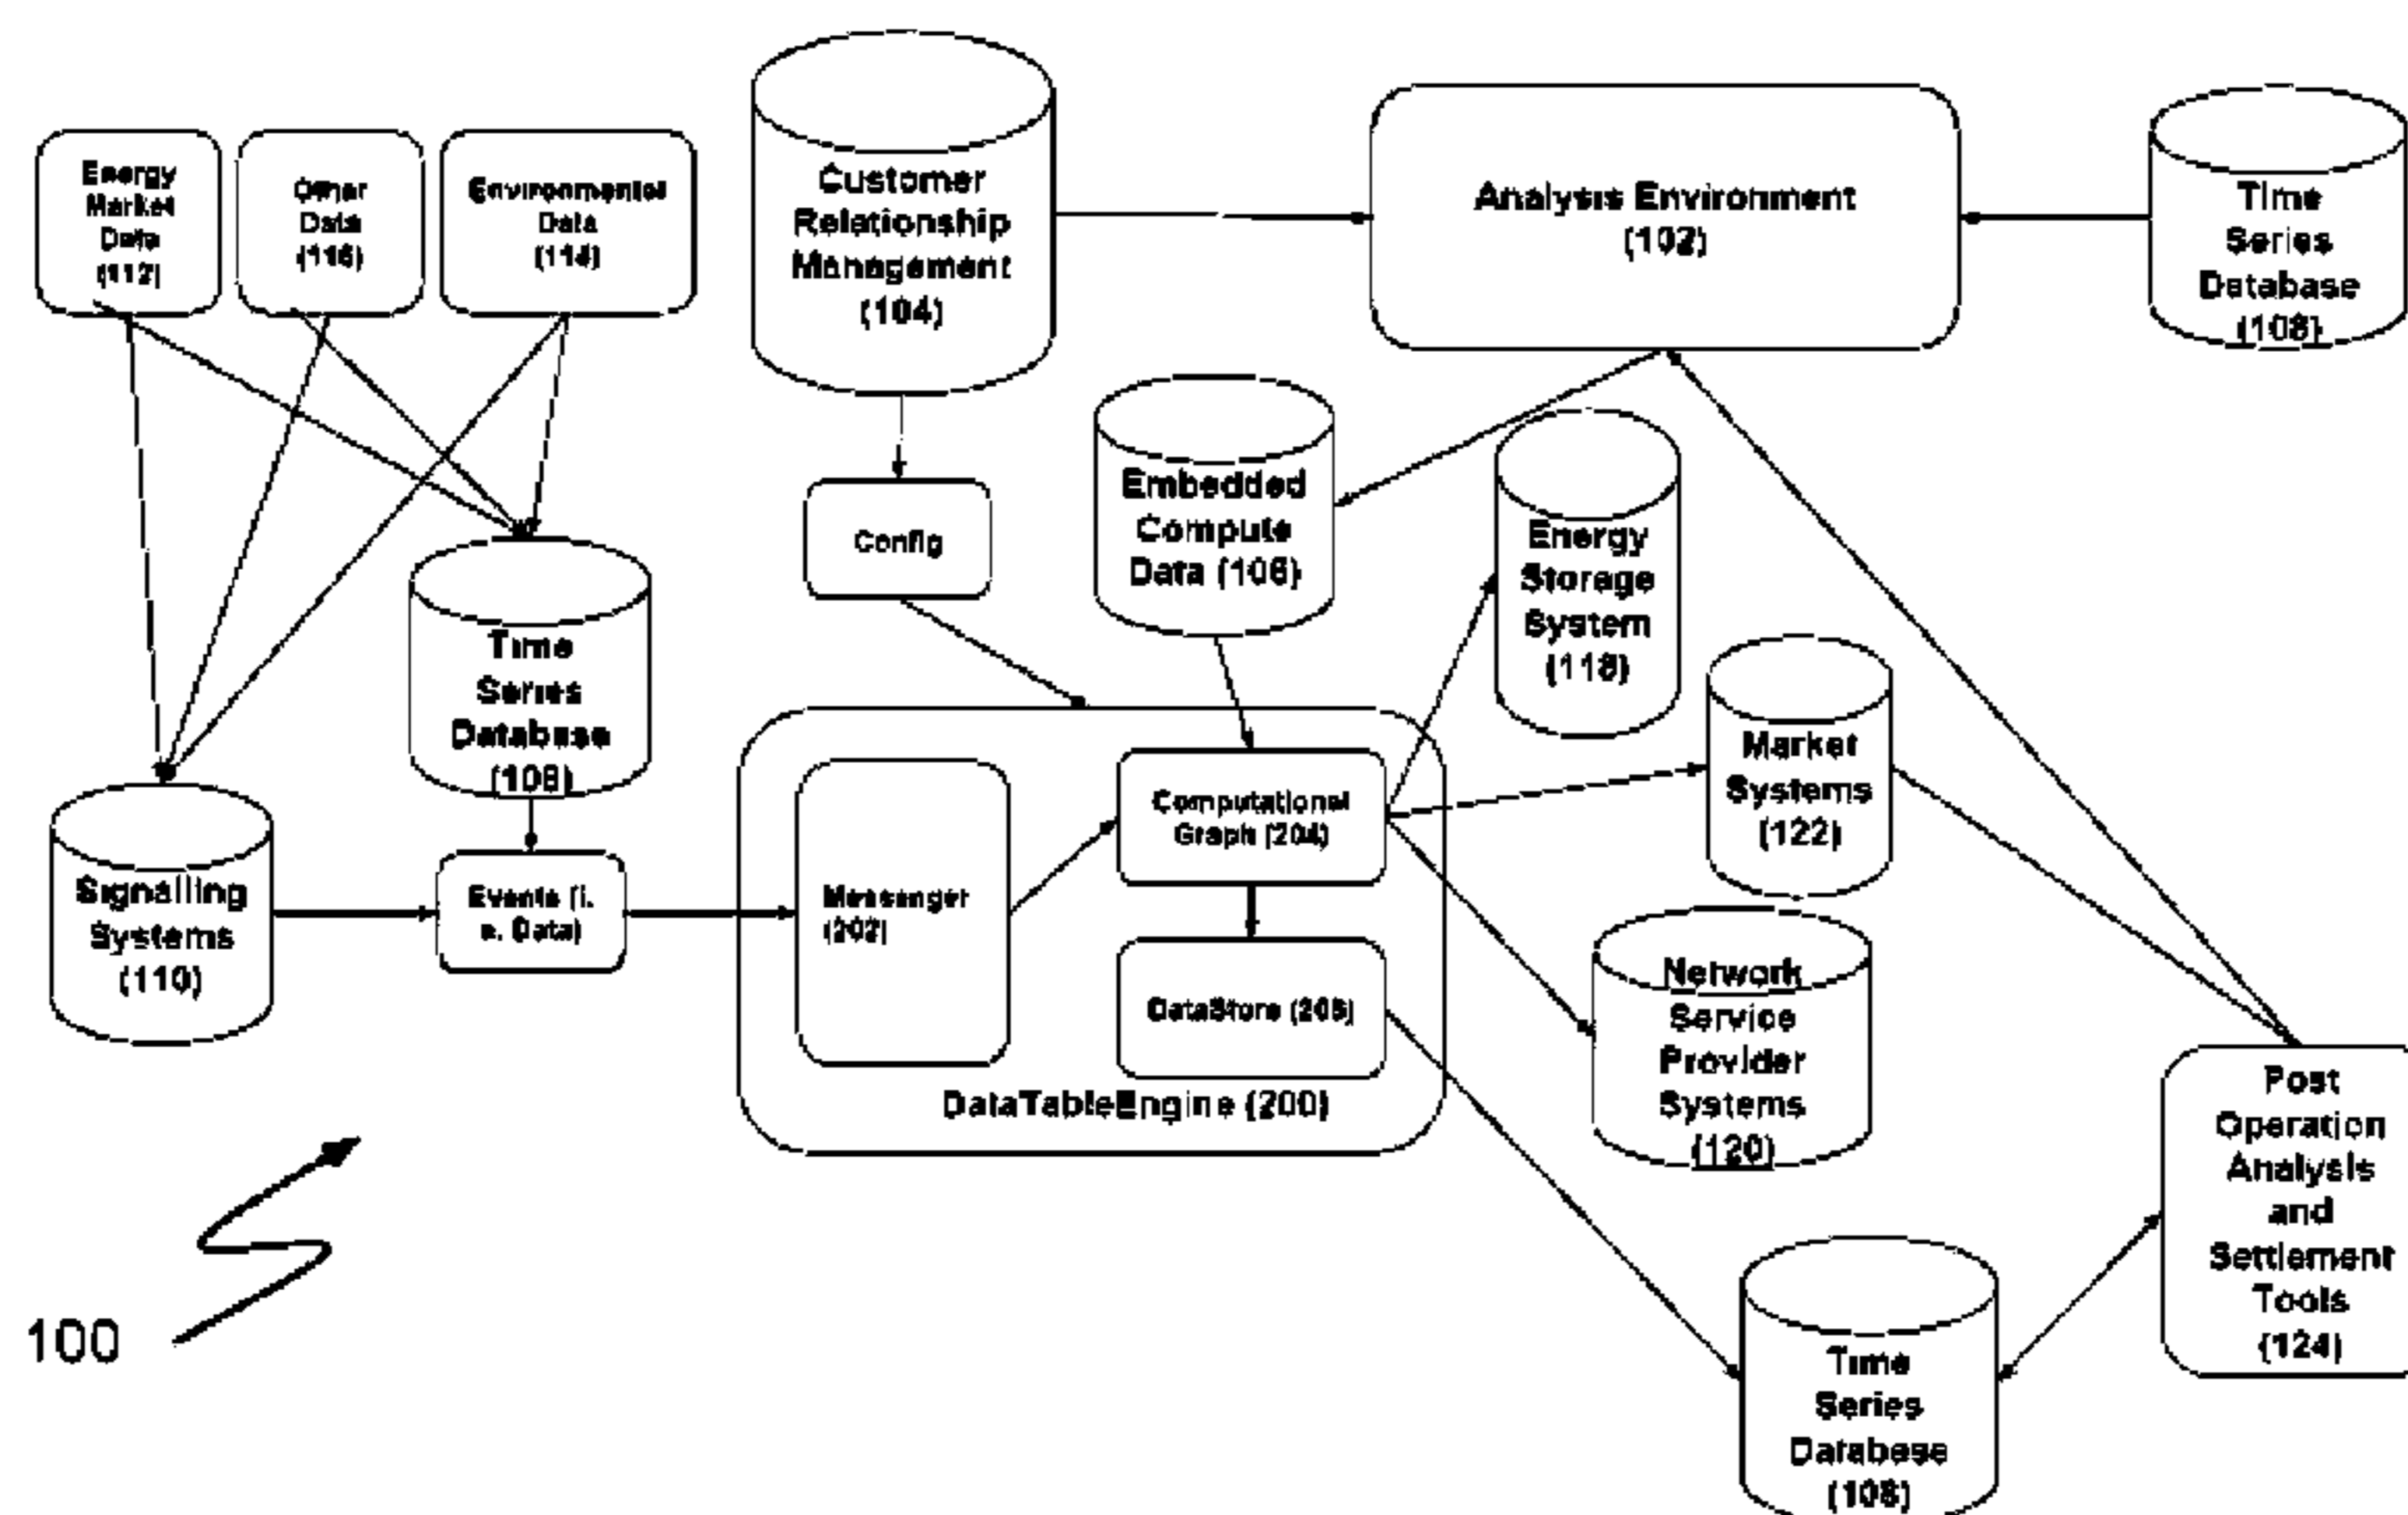 Energy
Market
Data
(112)
Other
Data
(116)
Environmental
Data
(114)
Customer
Relationship
Management
(104)
Analysis Environment
(102)
Time
Series
Database
(108)
Config
Embedded
Compute
Data (106)
Energy
Storage
System
(118)
Time
Series
Database
(108)
Market
Systems
(122)
Signalling
Systems
(110)
Events (i.
e. Data)
Messenger
(202)
Computational
Graph (204)
DataStore (206)
DataTableEngine (200)
Network
Service
Provider
Systems
(120)
Post
Operation
Analysis
and
Settlement
Tools
(124)
Time
Series
Database
(108)
100